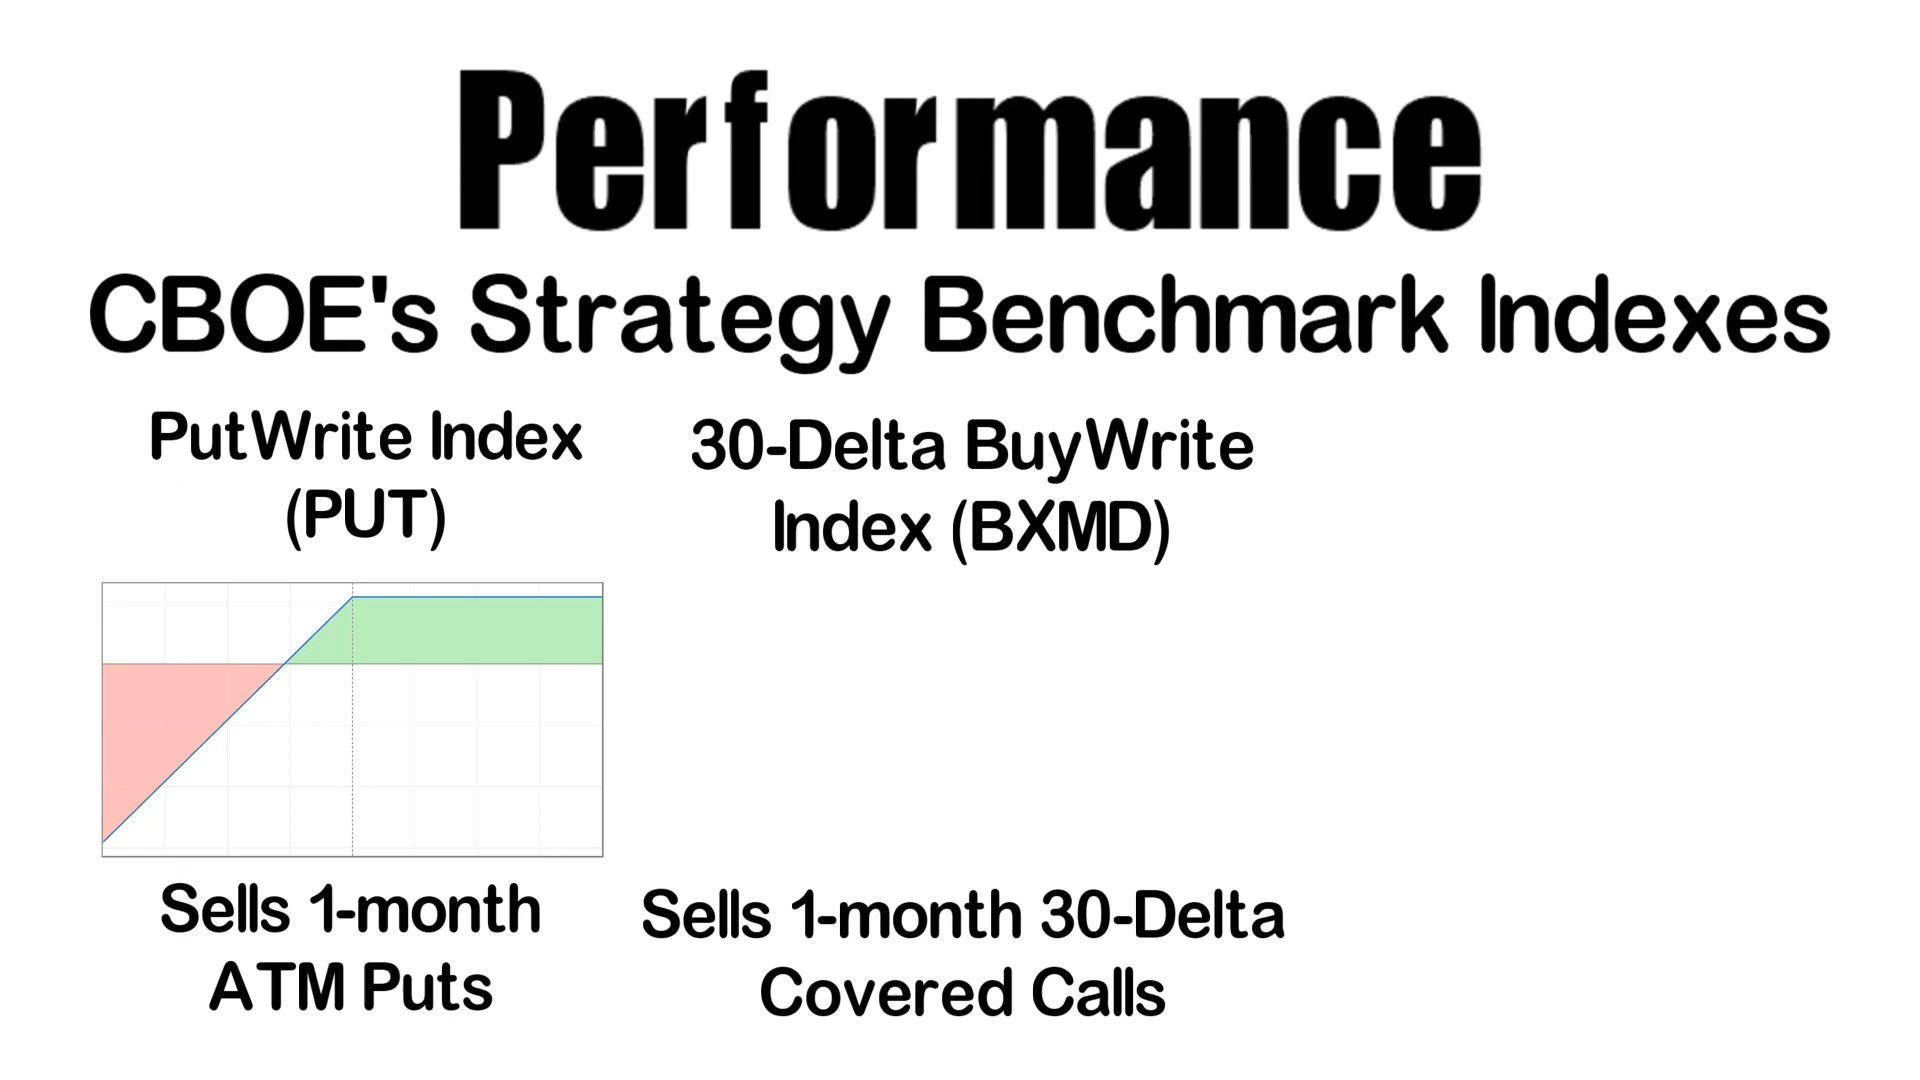 Performance
CBOE's Strategy Benchmark Indexes
PutWrite Index
(PUT)
30-Delta BuyWrite
Index (BXMD)
Sells 1-month
ATM Puts
Sells 1-month 30-Delta
Covered Calls